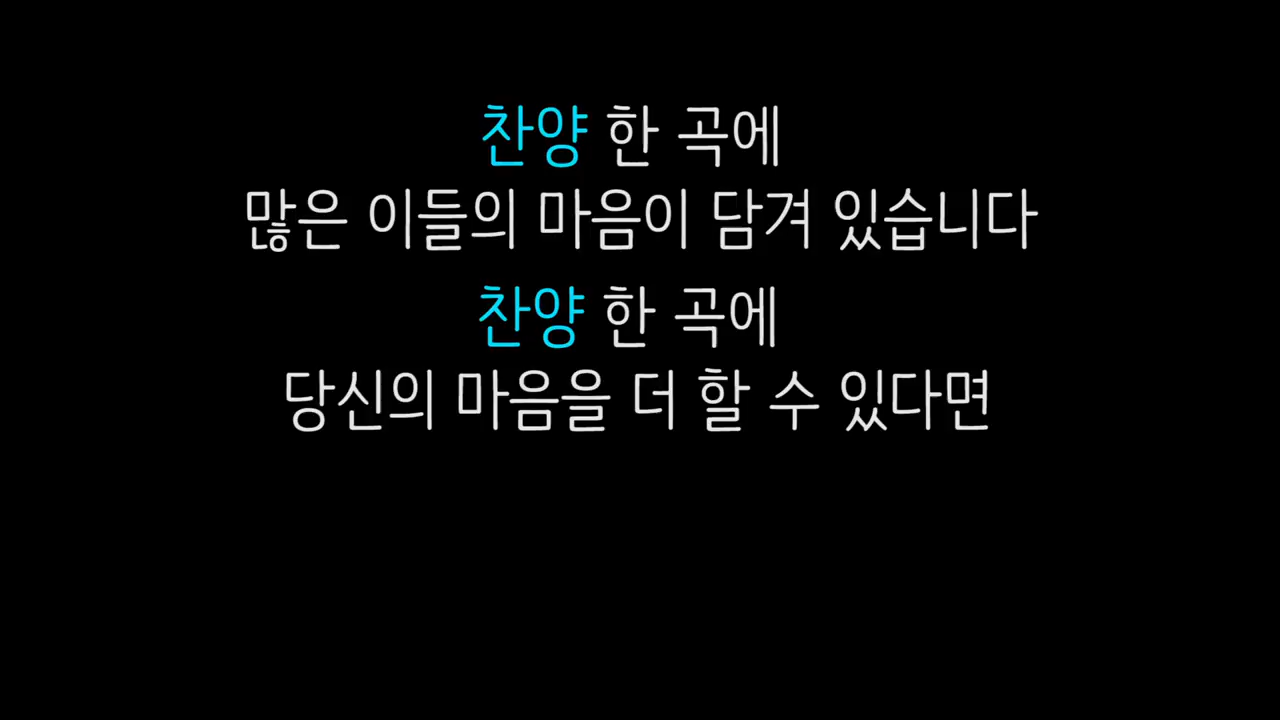 찬양 한 곡에
많은 이들의 마음이 담겨 있습니다
찬양 한 곡에
당신의 마음을 더 할 수 있다면